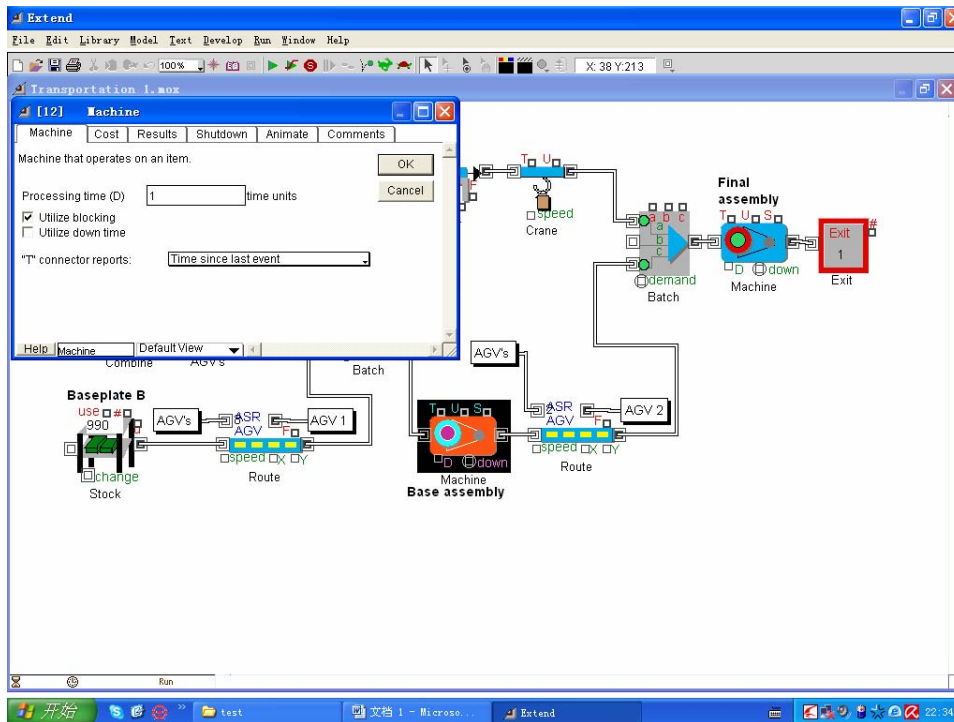 Extend
File Edit Library Model Text Develop Run Window Help
100%
X: 38 Y:213
Transportation 1.mox
[12] Machine
Machine Cost Results Shutdown Animate Comments
Machine that operates on an item.
OK
Cancel
Processing time (D) 1 time units
Utilize blocking
Utilize down time
"T" connector reports: Time since last event
Help Machine Default View
T U
speed
Crane
F
a b c
a
b
c
demand
Batch
Final
assembly
T U S
D down
Machine
#
Exit
1
Exit
Combine
AGV's
Batch
AGV's
Baseplate B
use #
990
change
Stock
AGV's
8
ASR
AGV
F
speed X Y
Route
AGV 1
T U S
D down
Machine
Base assembly
2
ASR
AGV
F
speed X Y
Route
AGV 2
Run
开始
test
文档 1 - Microso...
Extend
22:34